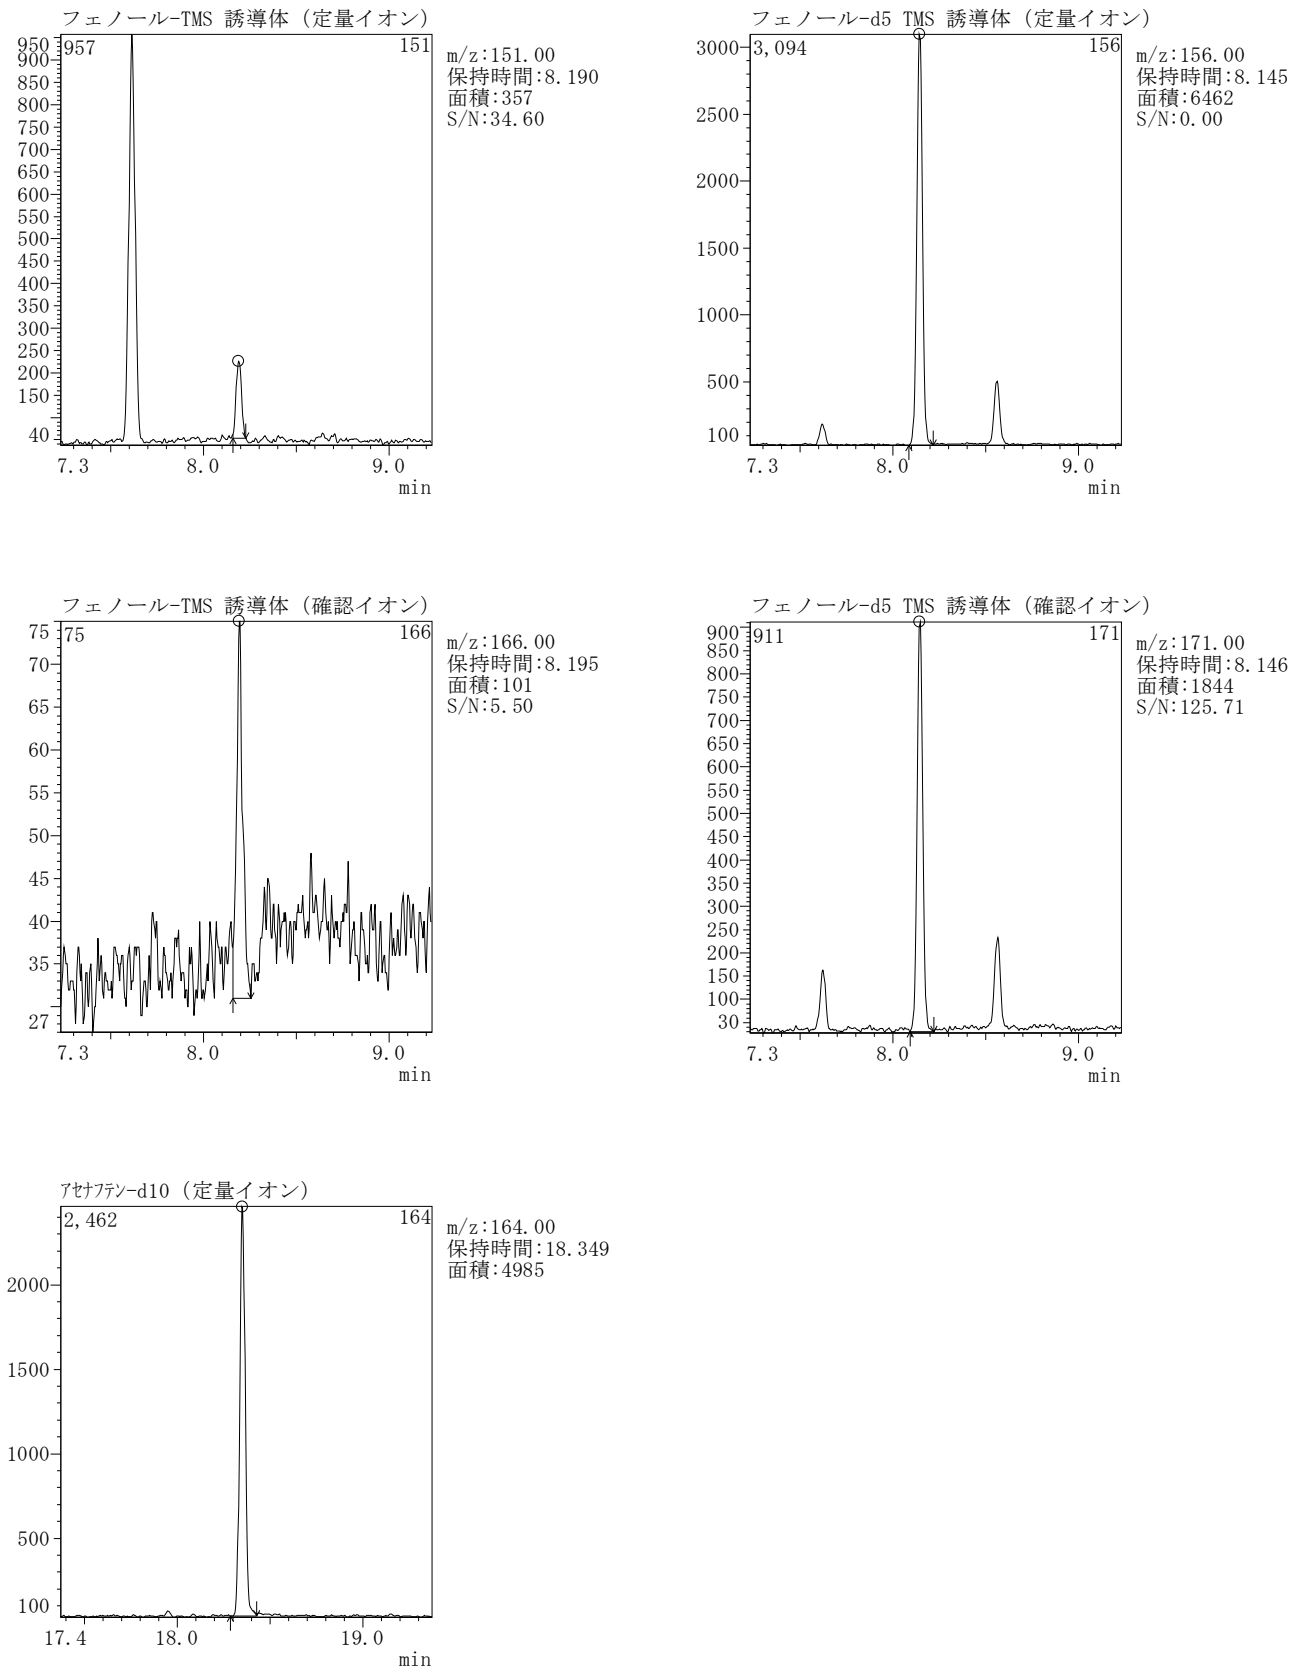 フェノール-TMS 誘導体 (定量イオン)
957
151
950
900
850
800
750
700
650
600
550
500
450
400
350
300
250
200
150
40
7.3
8.0
9.0
min
m/z:151.00
保持時間:8.190
面積:357
S/N:34.60
フェノール-d5 TMS 誘導体 (定量イオン)
3,094
156
3000
2500
2000
1500
1000
500
100
7.3
8.0
9.0
min
m/z:156.00
保持時間:8.145
面積:6462
S/N:0.00
フェノール-TMS 誘導体 (確認イオン)
75
166
75
70
65
60
55
50
45
40
35
27
7.3
8.0
9.0
min
m/z:166.00
保持時間:8.195
面積:101
S/N:5.50
フェノール-d5 TMS 誘導体 (確認イオン)
911
171
900
850
800
750
700
650
600
550
500
450
400
350
300
250
200
150
100
30
7.3
8.0
9.0
min
m/z:171.00
保持時間:8.146
面積:1844
S/N:125.71
アセナフテン-d10 (定量イオン)
2,462
164
2000
1500
1000
500
100
17.4
18.0
19.0
min
m/z:164.00
保持時間:18.349
面積:4985